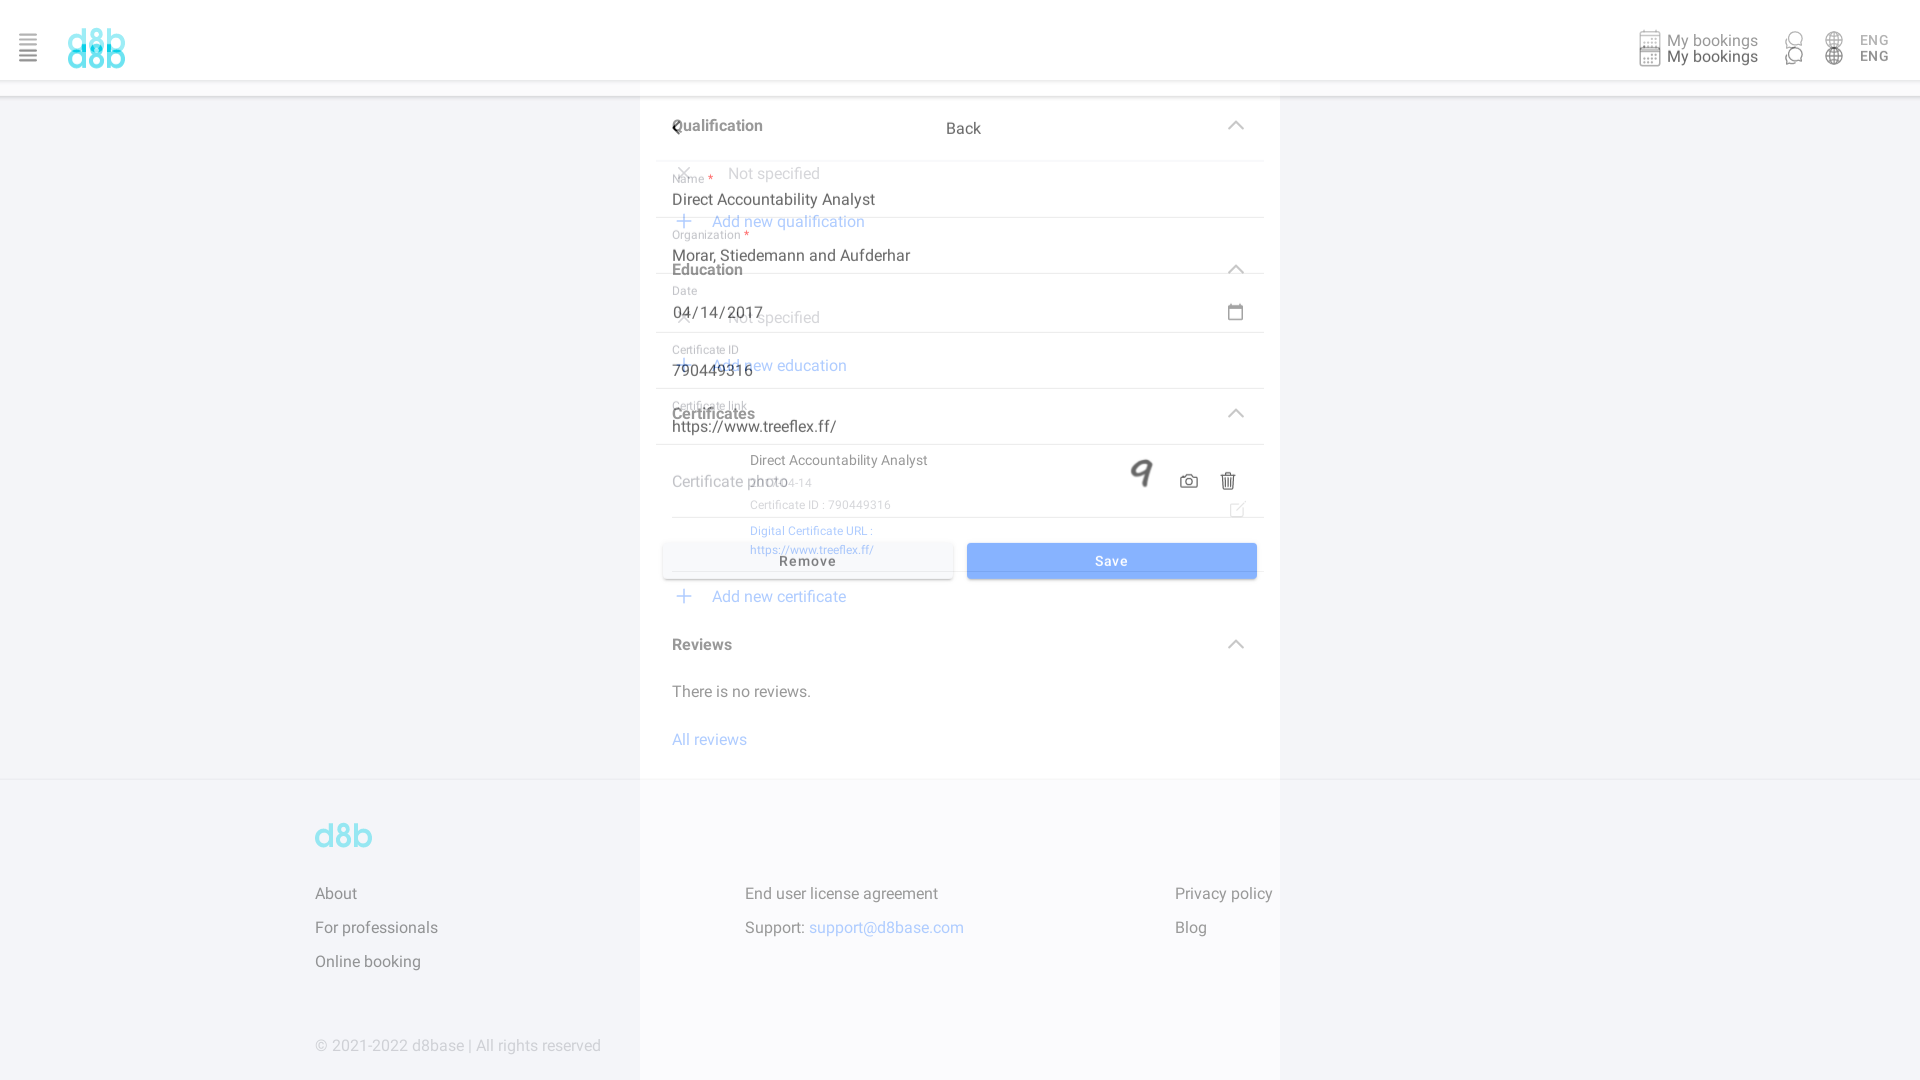 d8b
d8b
My bookings
ENG
My bookings
ENG
Qualification
Back
Not specified
Name *
Direct Accountability Analyst
Add new qualification
Organization *
Morar, Stiedemann and Aufderhar
Education
Date
04/14/2017
Not specified
Certificate ID
Add new education
790449316
Certificate link
Certificates
https://www.treeflex.ff/
Direct Accountability Analyst
9
Certificate photo
2017-04-14
Certificate ID : 790449316
Digital Certificate URL :
https://www.treeflex.ff/
Remove
Save
Add new certificate
Reviews
There is no reviews.
All reviews
d8b
About
End user license agreement
Privacy policy
For professionals
Support: support@d8base.com
Blog
Online booking
© 2021-2022 d8base | All rights reserved